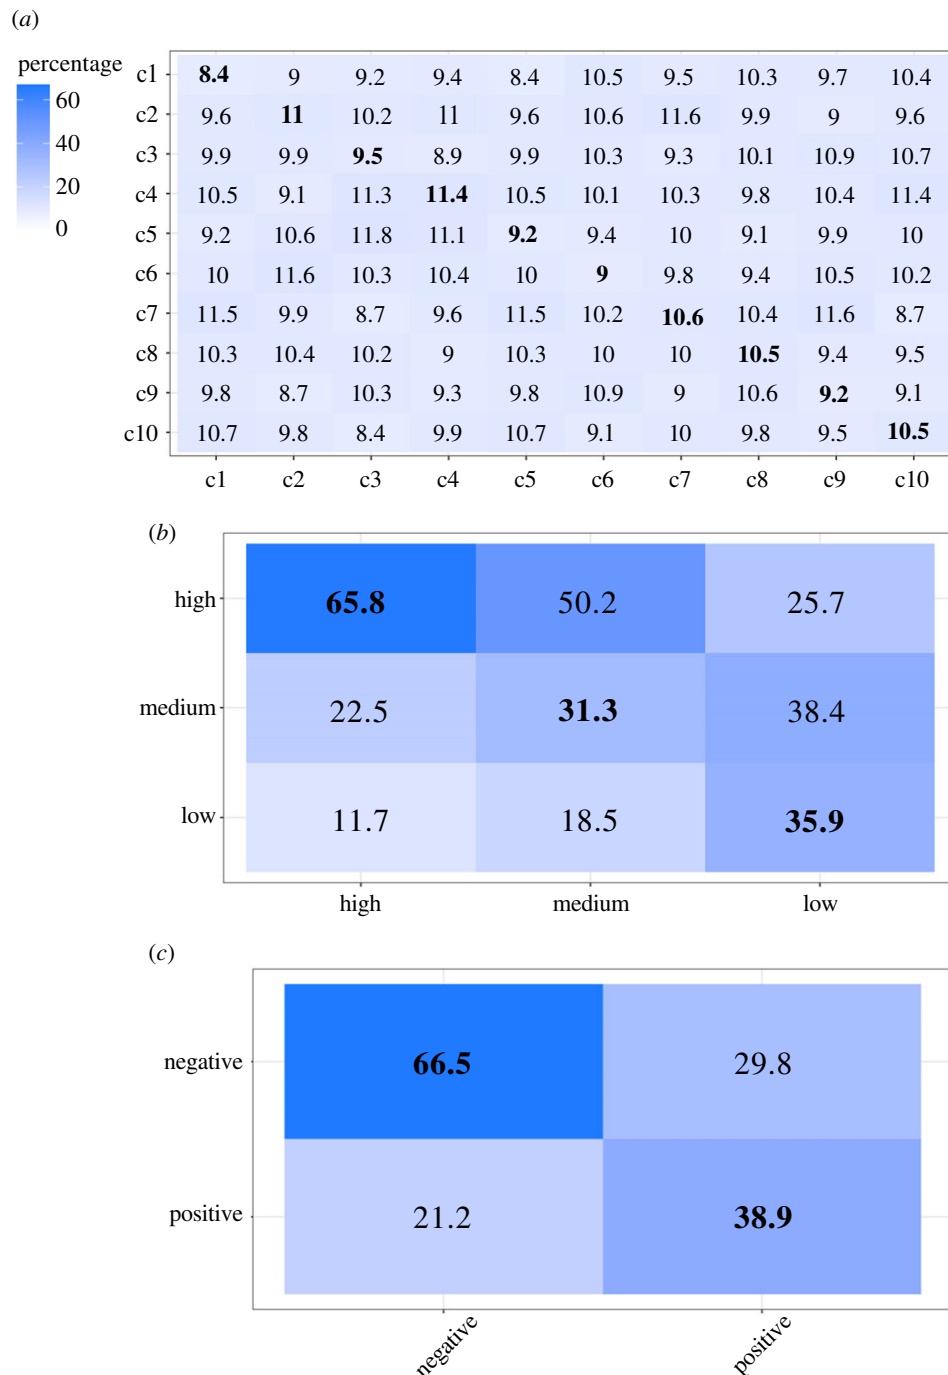 (a)
percentage
60
40
20
0
c1 8.4 9 9.2 9.4 8.4 10.5 9.5 10.3 9.7 10.4
c2 9.6 11 10.2 11 9.6 10.6 11.6 9.9 9 9.6
c3 9.9 9.9 9.5 8.9 9.9 10.3 9.3 10.1 10.9 10.7
c4 10.5 9.1 11.3 11.4 10.5 10.1 10.3 9.8 10.4 11.4
c5 9.2 10.6 11.8 11.1 9.2 9.4 10 9.1 9.9 10
c6 10 11.6 10.3 10.4 10 9 9.8 9.4 10.5 10.2
c7 11.5 9.9 8.7 9.6 11.5 10.2 10.6 10.4 11.6 8.7
c8 10.3 10.4 10.2 9 10.3 10 10 10.5 9.4 9.5
c9 9.8 8.7 10.3 9.3 9.8 10.9 9 10.6 9.2 9.1
c10 10.7 9.8 8.4 9.9 10.7 9.1 10 9.8 9.5 10.5
c1 c2 c3 c4 c5 c6 c7 c8 c9 c10
(b)
high 65.8 50.2 25.7
medium 22.5 31.3 38.4
low 11.7 18.5 35.9
high medium low
(c)
negative 66.5 29.8
positive 21.2 38.9
negative positive